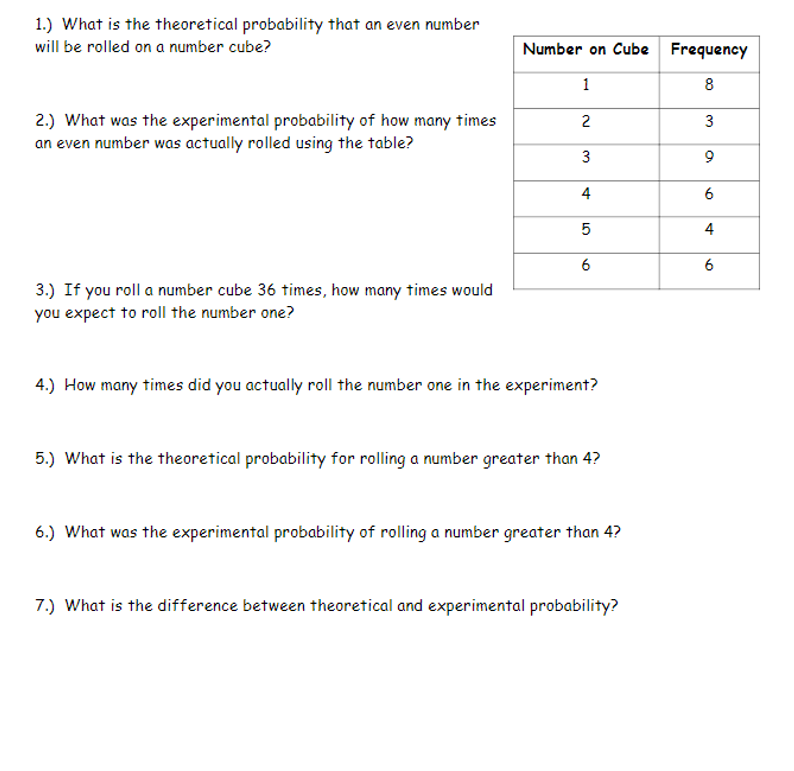 1.) What is the theoretical probability that an even number
will be rolled on a number cube?
Number on Cube Frequency
1 8
2 3
3 9
4 6
5 4
6 6
2.) What was the experimental probability of how many times
an even number was actually rolled using the table?
3.) If you roll a number cube 36 times, how many times would
you expect to roll the number one?
4.) How many times did you actually roll the number one in the experiment?
5.) What is the theoretical probability for rolling a number greater than 4?
6.) What was the experimental probability of rolling a number greater than 4?
7.) What is the difference between theoretical and experimental probability?